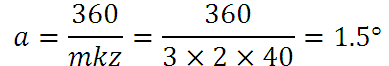 a = 360/mkz = 360/(3 × 2 × 40) = 1.5°